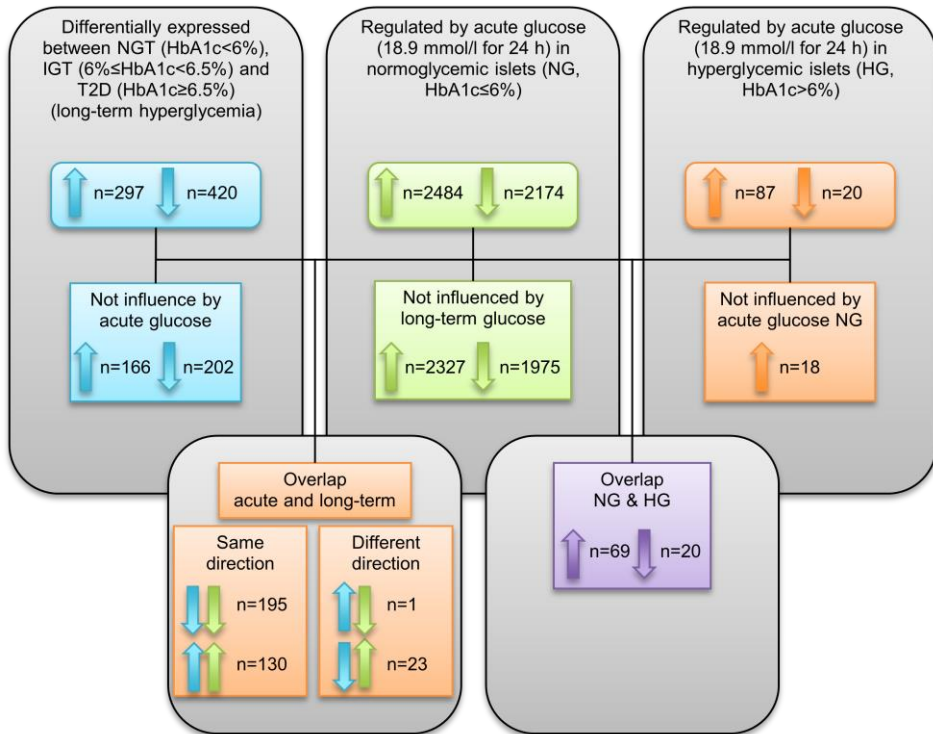 Differentially expressed
between NGT (HbA1c<6%),
IGT (6%≤HbA1c<6.5%) and
T2D (HbA1c≥6.5%)
(long-term hyperglycemia)
Regulated by acute glucose
(18.9 mmol/l for 24 h) in
normoglycemic islets (NG,
HbA1c≤6%)
Regulated by acute glucose
(18.9 mmol/l for 24 h) in
hyperglycemic islets (HG,
HbA1c>6%)
n=297 n=420
n=2484 n=2174
n=87 n=20
Not influence by
acute glucose
n=166 n=202
Not influenced by
long-term glucose
n=2327 n=1975
Not influenced by
acute glucose NG
n=18
Overlap
acute and long-term
Same
direction
n=195
n=130
Different
direction
n=1
n=23
Overlap
NG & HG
n=69 n=20